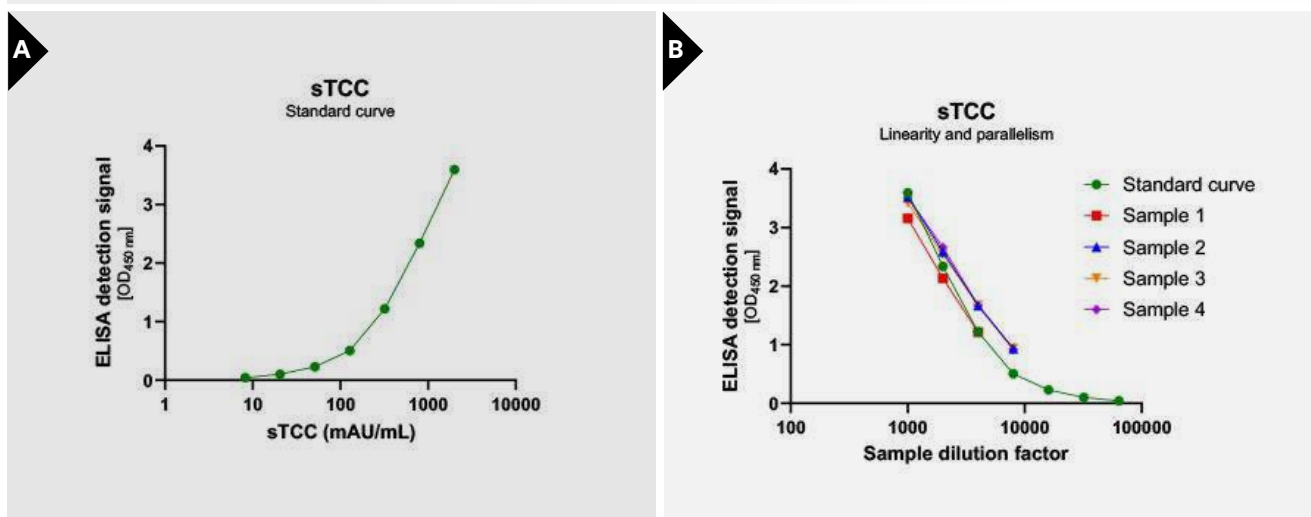 A
sTCC
Standard curve
4
3
2
1
0
ELISA detection signal
[OD450 nm]
1 10 100 1000 10000
sTCC (mAU/mL)
B
sTCC
Linearity and parallelism
4
3
2
1
0
ELISA detection signal
[OD450 nm]
100 1000 10000 100000
Sample dilution factor
Standard curve
Sample 1
Sample 2
Sample 3
Sample 4